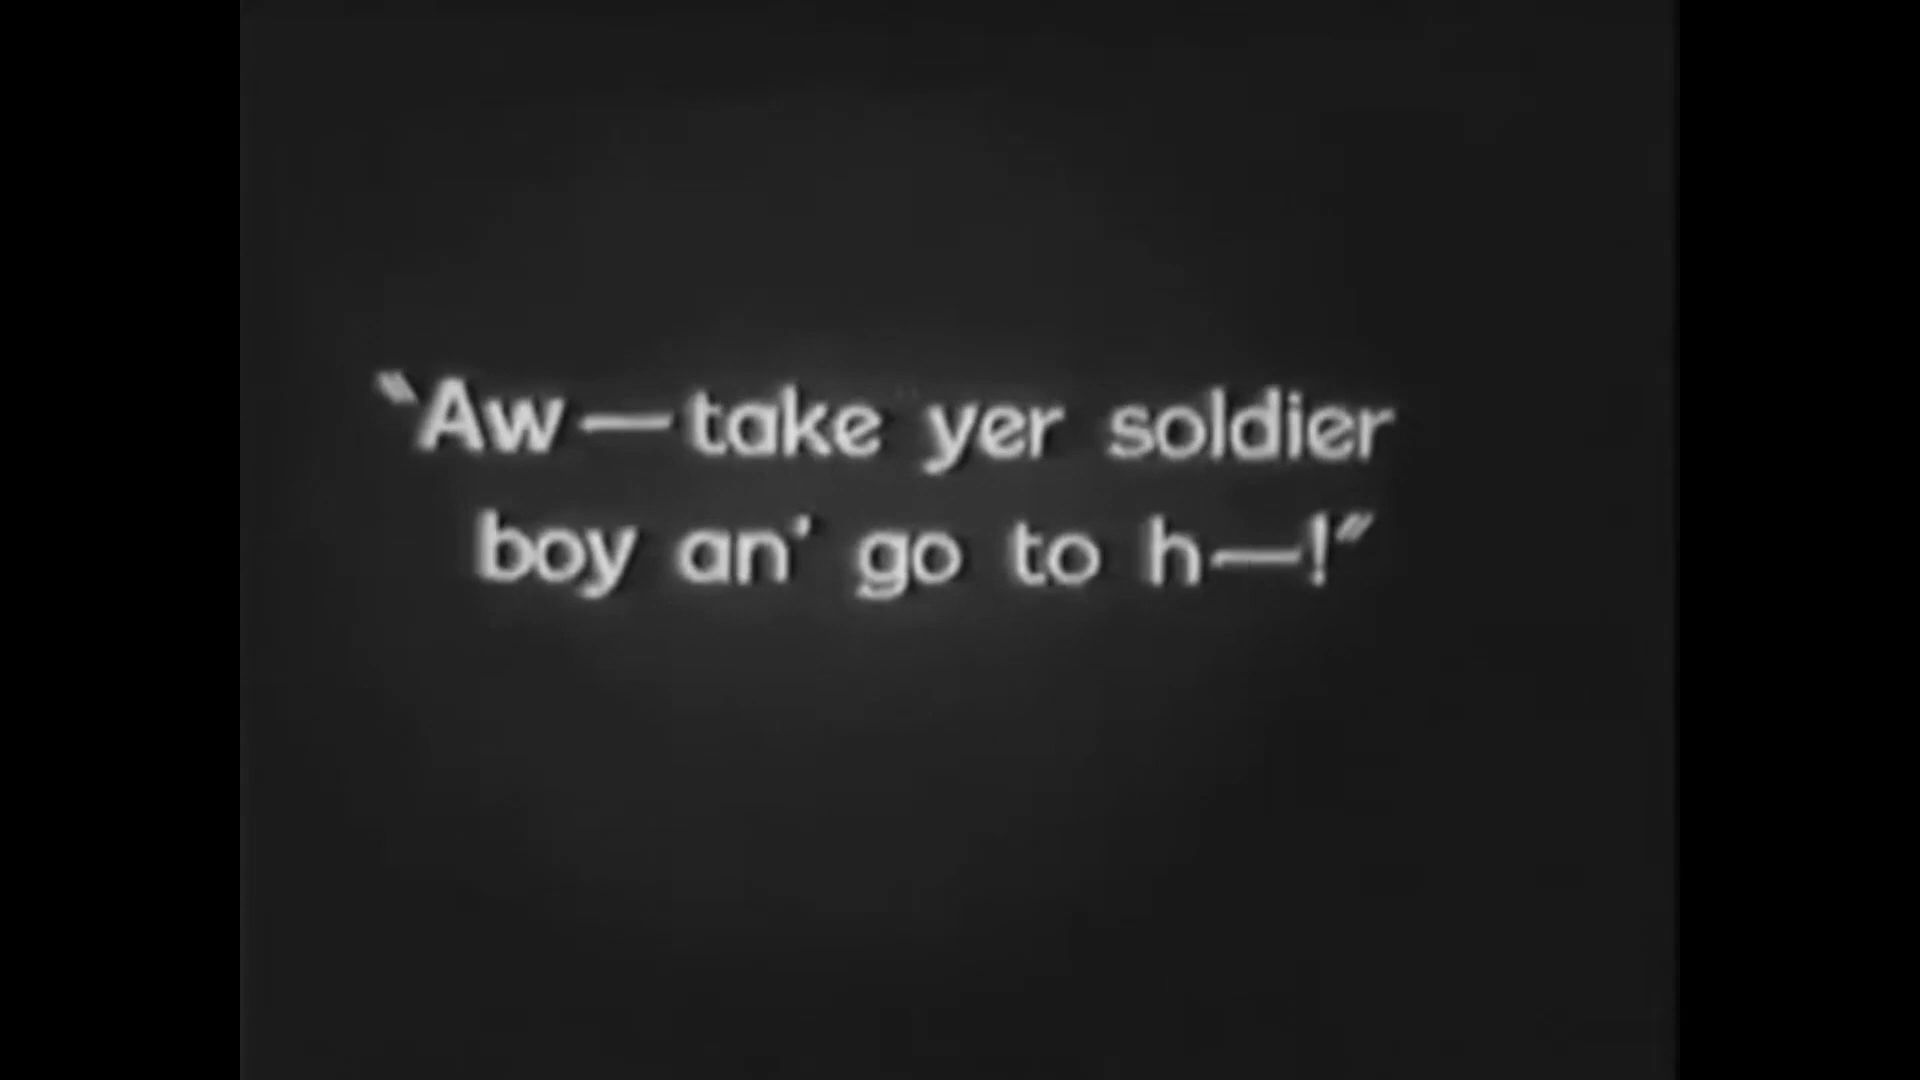 "Aw—take yer soldier
boy an' go to h—!"